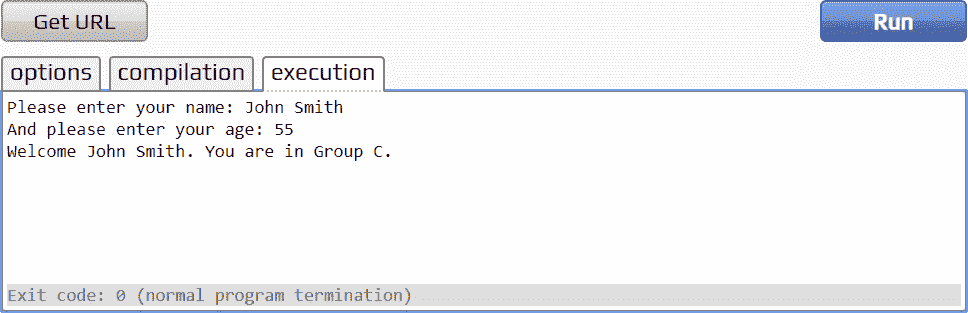 Get URL
Run
options
compilation
execution
Please enter your name: John Smith
And please enter your age: 55
Welcome John Smith. You are in Group C.
Exit code: 0 (normal program termination)